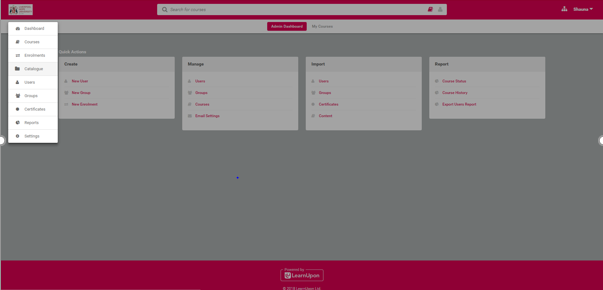 Search for courses
Shauna
Admin Dashboard
My Courses
Dashboard
Courses
Enrolments
Catalogue
Users
Groups
Certificates
Reports
Settings
Quick Actions
Create
New User
New Group
New Enrolment
Manage
Users
Groups
Courses
Email Settings
Import
Users
Groups
Certificates
Content
Report
Course Status
Course History
Export Users Report
Powered by
LearnUpon
© 2019 LearnUpon Ltd